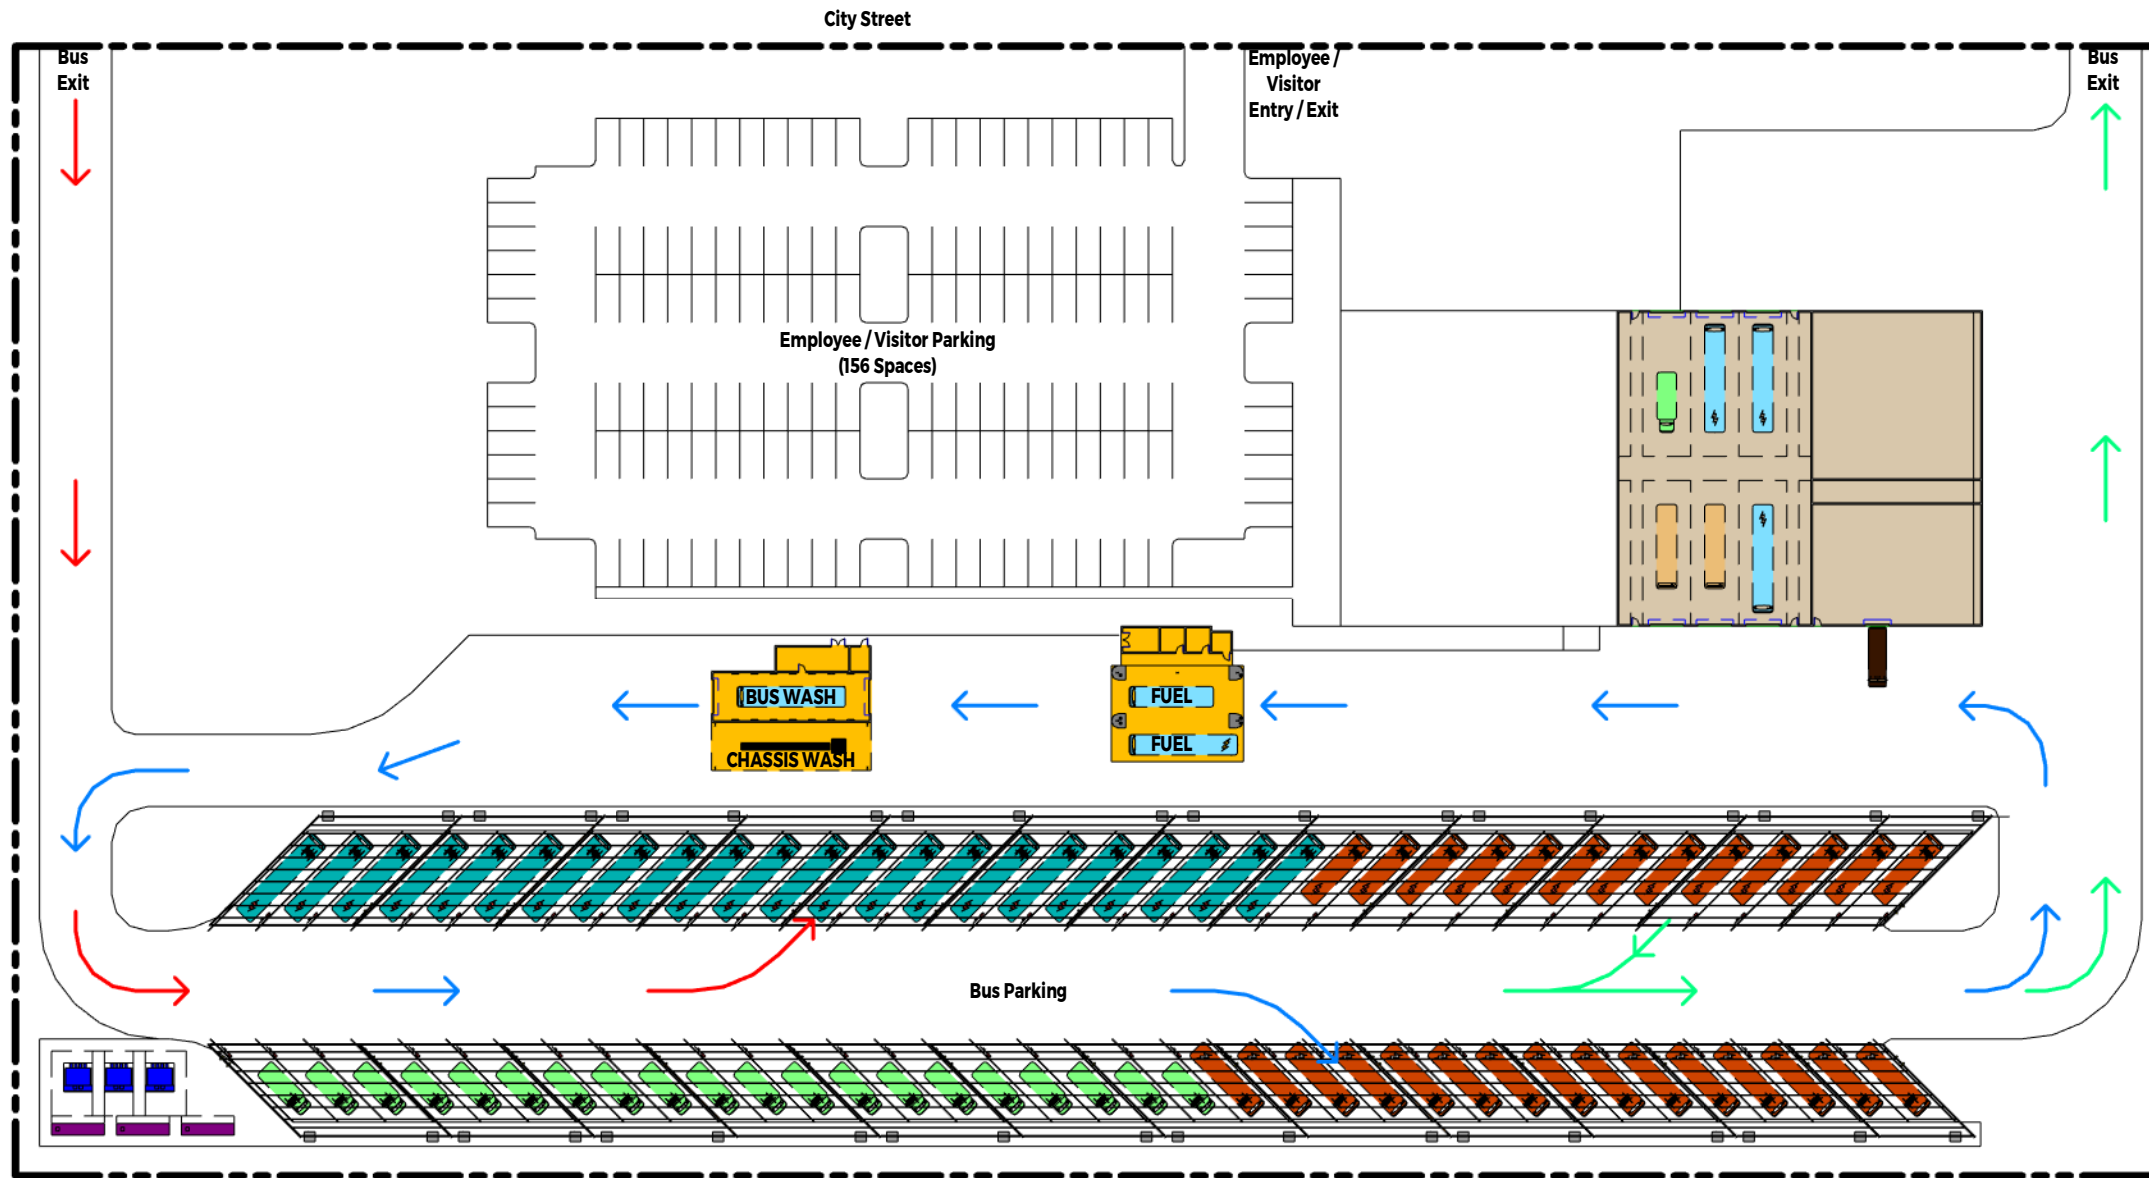 City Street
Bus
Exit
Employee /
Visitor
Entry / Exit
Bus
Exit
Employee / Visitor Parking
(156 Spaces)
BUS WASH
CHASSIS WASH
FUEL
FUEL
Bus Parking